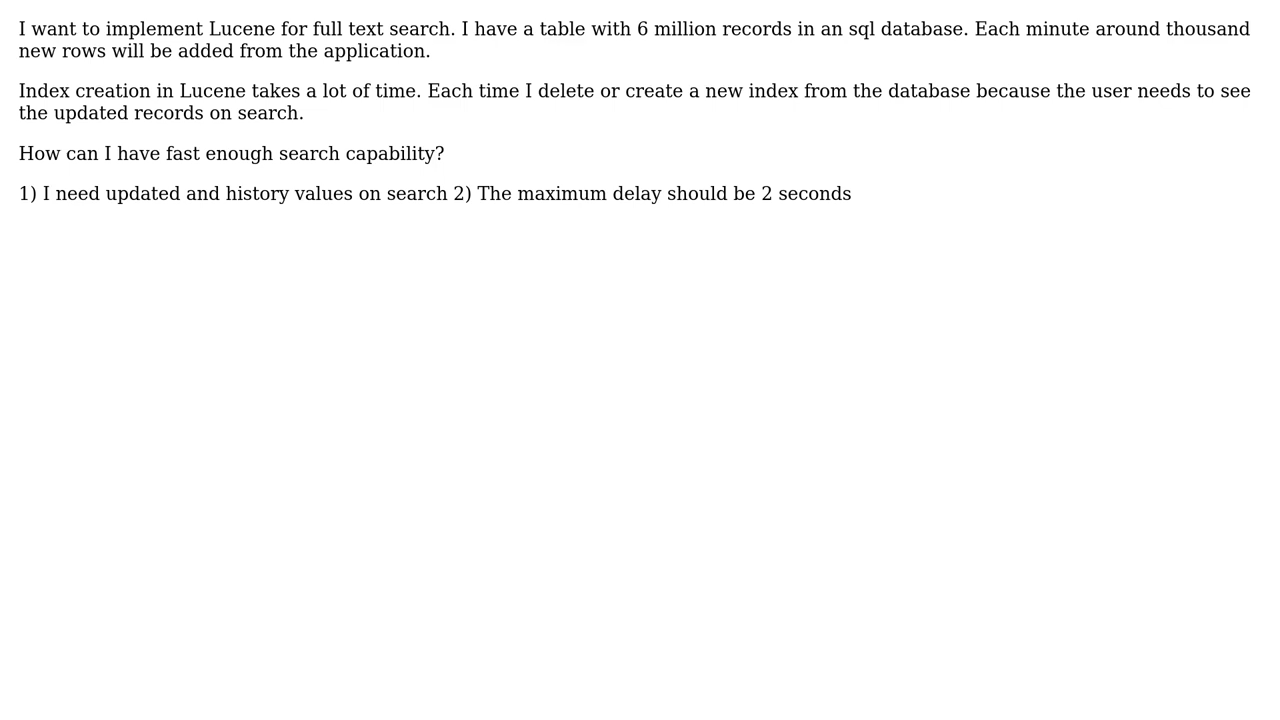 I want to implement Lucene for full text search. I have a table with 6 million records in an sql database. Each minute around thousand
new rows will be added from the application.
Index creation in Lucene takes a lot of time. Each time I delete or create a new index from the database because the user needs to see
the updated records on search.
How can I have fast enough search capability?
1) I need updated and history values on search 2) The maximum delay should be 2 seconds